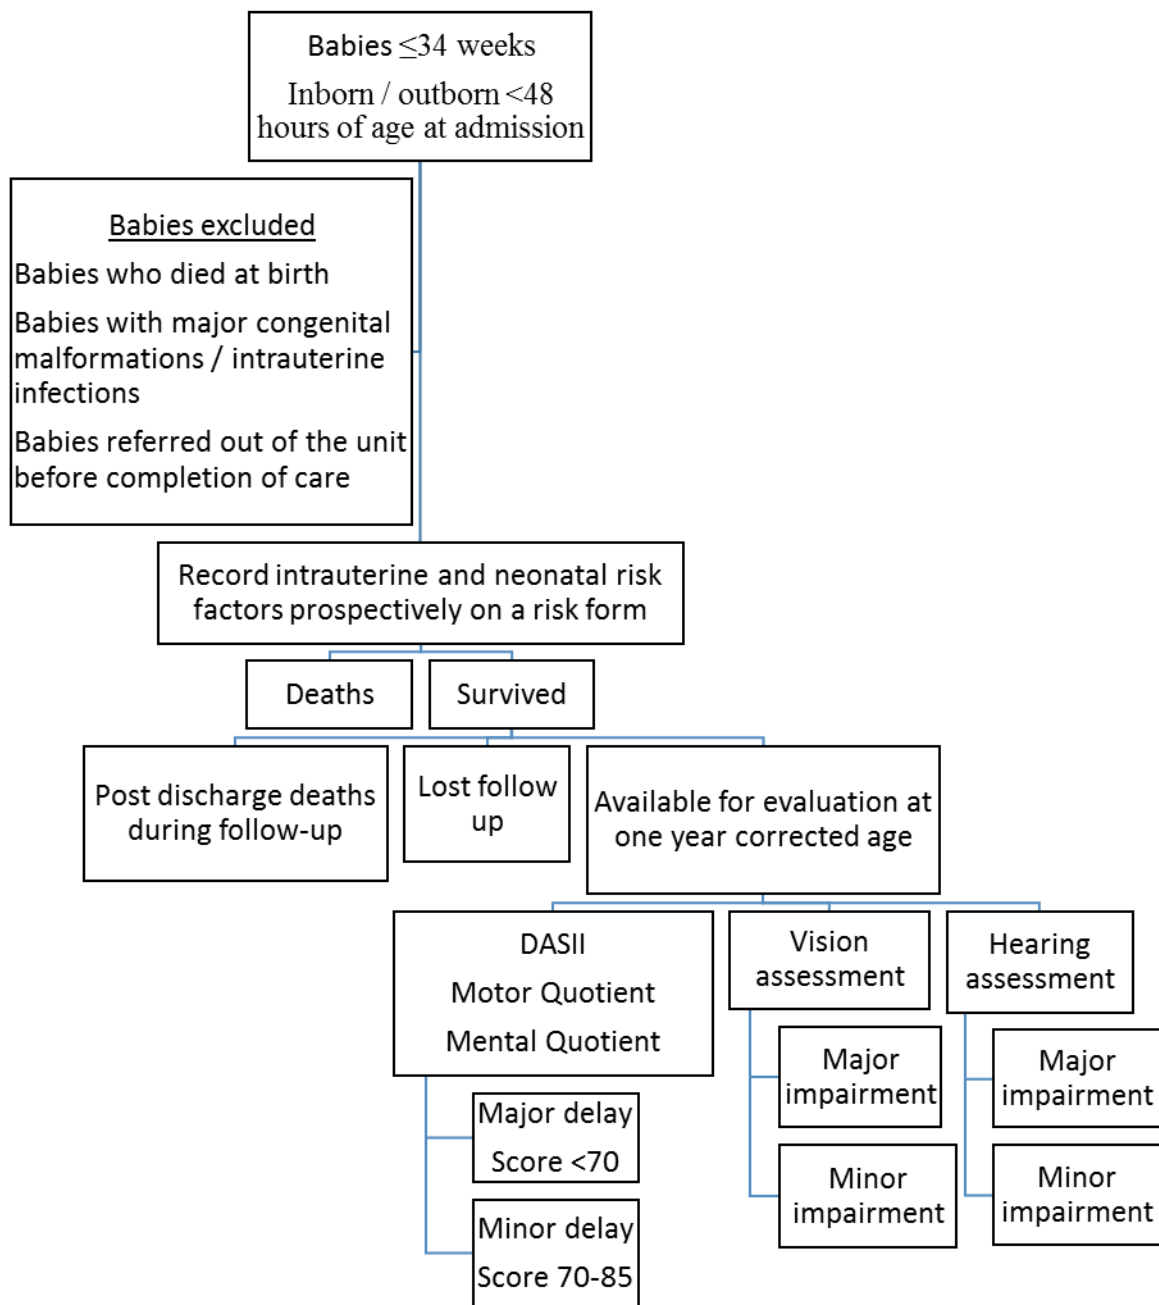 Babies ≤34 weeks
Inborn / outborn <48
hours of age at admission
Babies excluded
Babies who died at birth
Babies with major congenital
malformations / intrauterine
infections
Babies referred out of the unit
before completion of care
Record intrauterine and neonatal risk
factors prospectively on a risk form
Deaths
Survived
Post discharge deaths
during follow-up
Lost follow
up
Available for evaluation at
one year corrected age
DASII
Motor Quotient
Mental Quotient
Vision
assessment
Hearing
assessment
Major delay
Score <70
Minor delay
Score 70-85
Major
impairment
Minor
impairment
Major
impairment
Minor
impairment